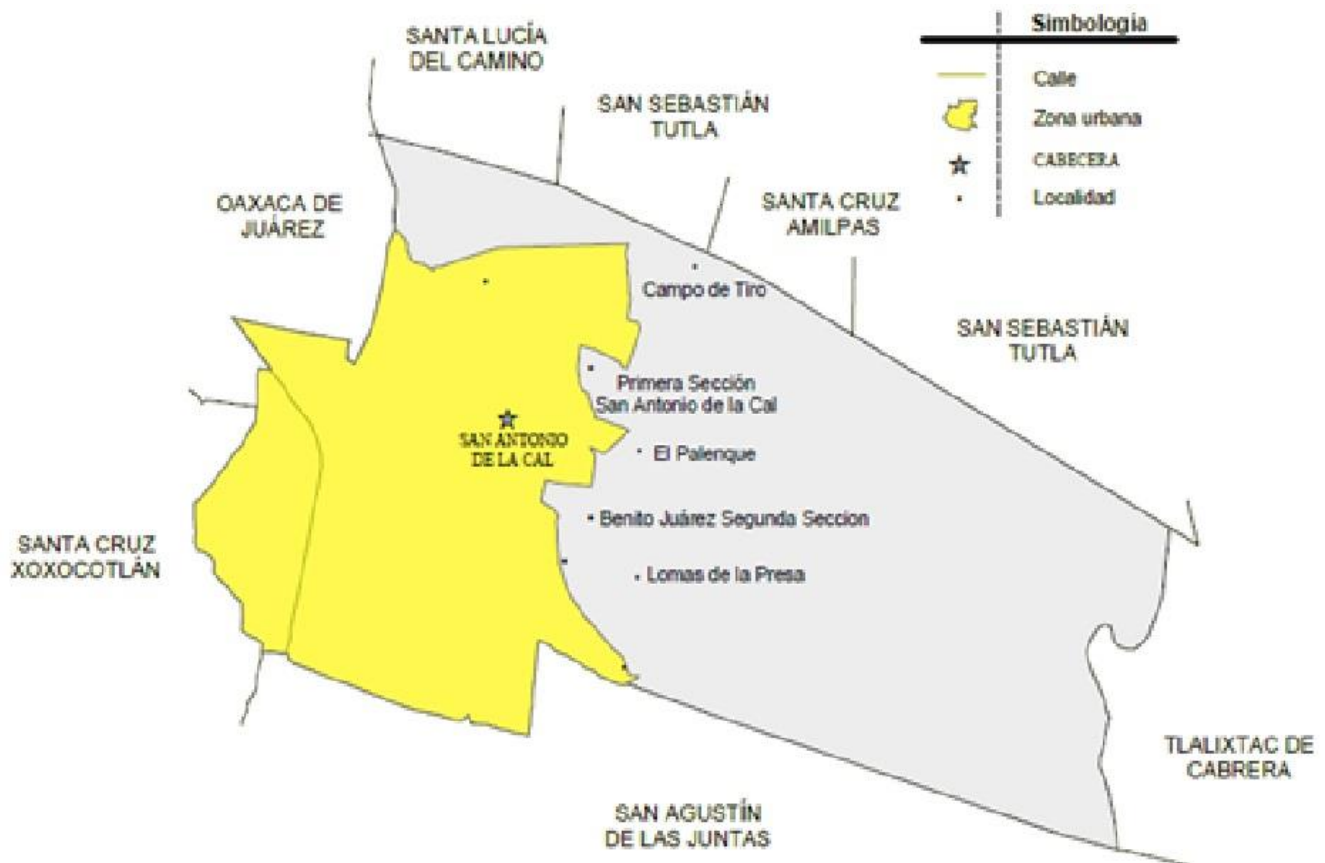 Simbología
Calle
Zona urbana
CABECERA
Localidad
SANTA LUCÍA
DEL CAMINO
SAN SEBASTIÁN
TUTLA
OAXACA DE
JUÁREZ
SANTA CRUZ
AMILPAS
Campo de Tiro
SAN SEBASTIÁN
TUTLA
Primera Sección
San Antonio de la Cal
SAN ANTONIO
DE LA CAL
El Palenque
Benito Juárez Segunda Seccion
SANTA CRUZ
XOXOCOTLÁN
Lomas de la Presa
TLALIXTAC DE
CABRERA
SAN AGUSTÍN
DE LAS JUNTAS